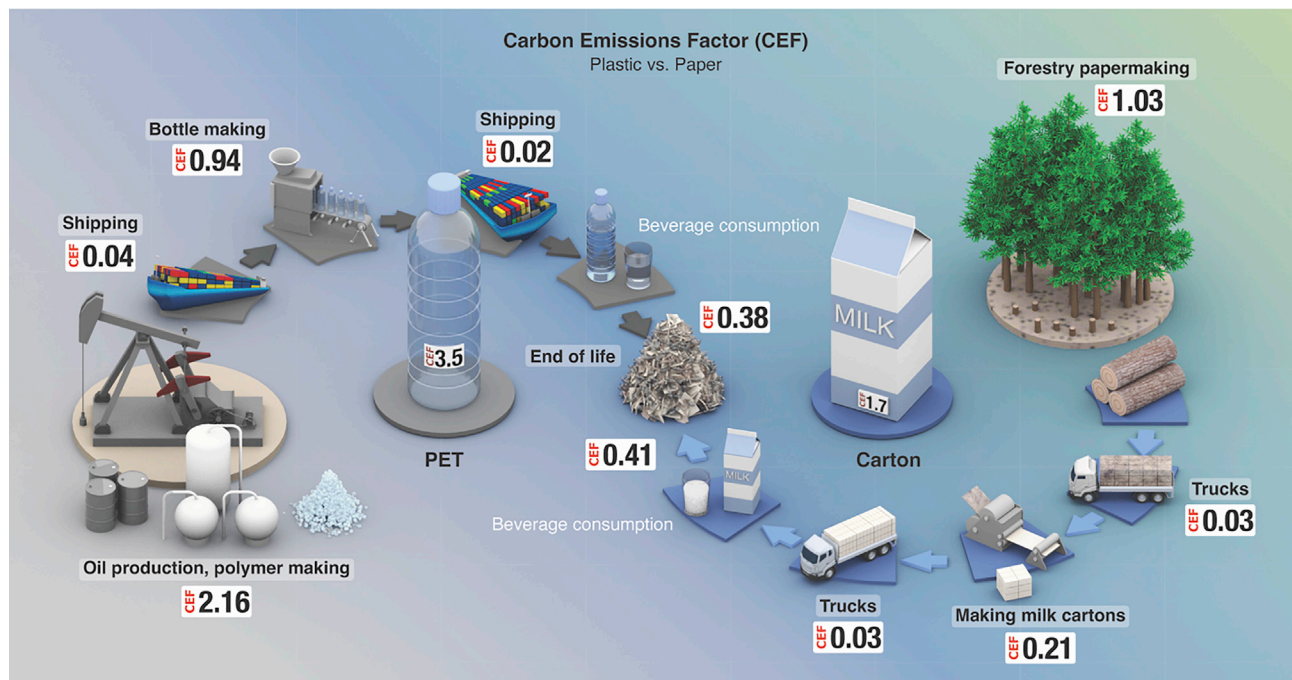 Carbon Emissions Factor (CEF)
Plastic vs. Paper
Forestry papermaking
CEF 1.03
Bottle making
CEF 0.94
Shipping
CEF 0.02
Shipping
CEF 0.04
Beverage consumption
MILK
CEF 0.38
End of life
CEF 3.5
CEF 1.7
PET
Carton
CEF 0.41
MILK
Beverage consumption
Trucks
CEF 0.03
Oil production, polymer making
CEF 2.16
Trucks
CEF 0.03
Making milk cartons
CEF 0.21